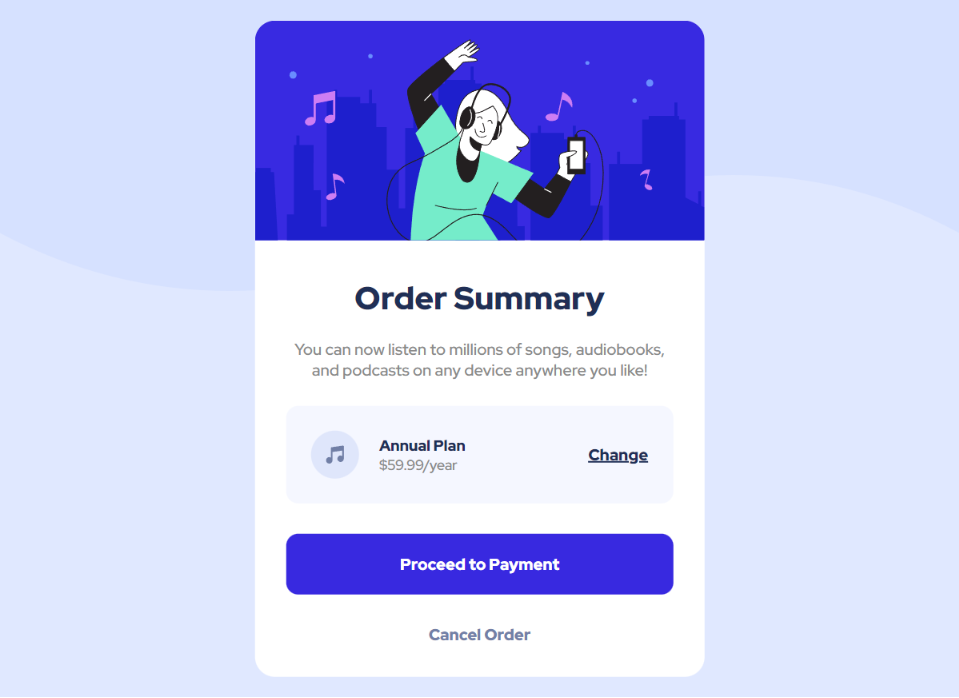 Order Summary
You can now listen to millions of songs, audiobooks,
and podcasts on any device anywhere you like!
Annual Plan
$59.99/year
Change
Proceed to Payment
Cancel Order